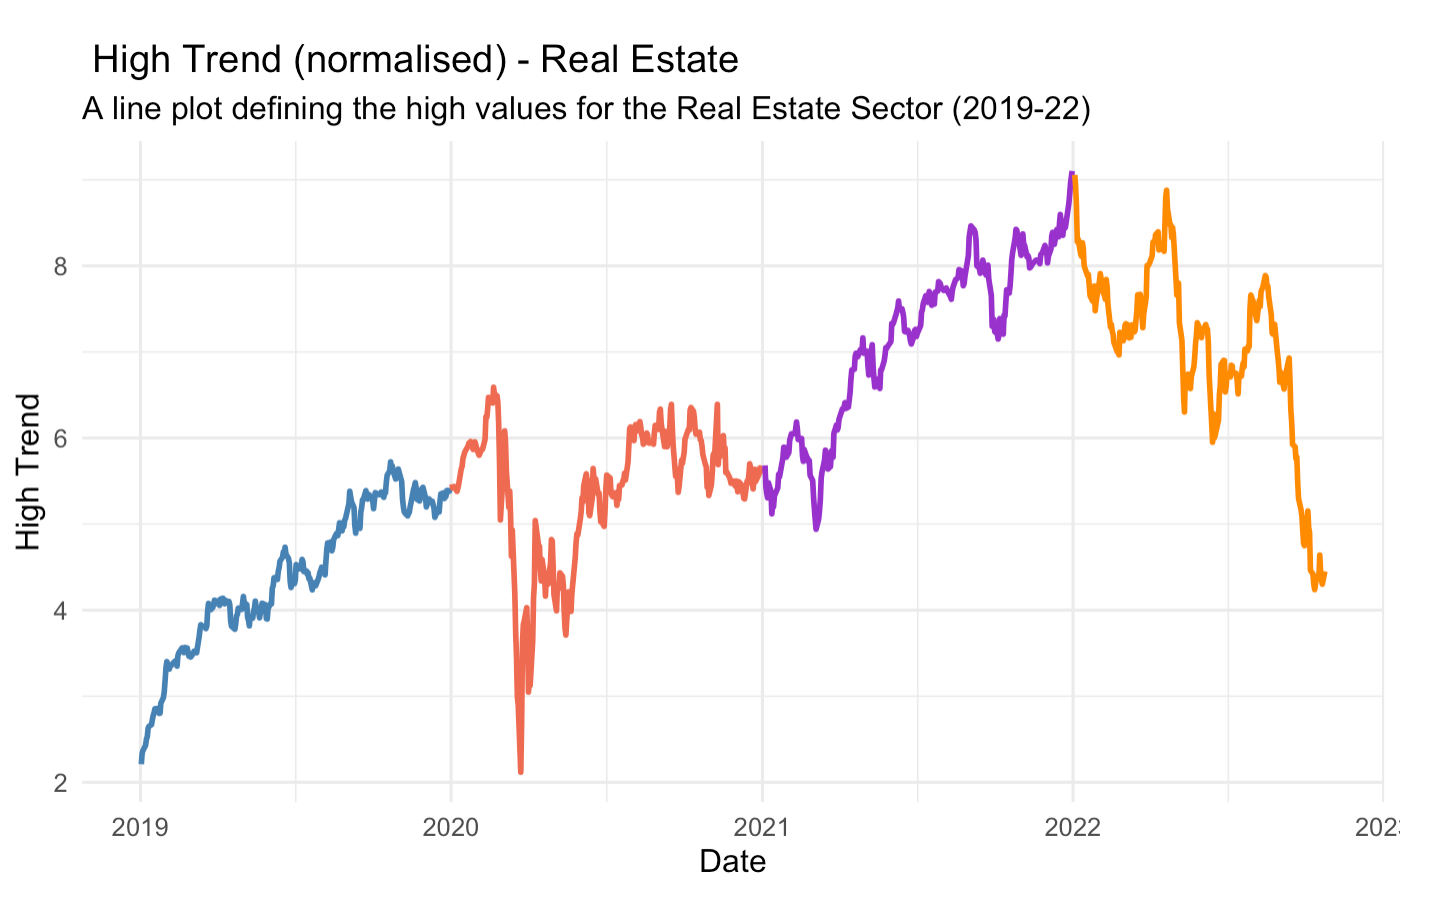 High Trend (normalised) - Real Estate
A line plot defining the high values for the Real Estate Sector (2019-22)
High Trend
8
6
4
2
2019 2020 2021 2022
Date